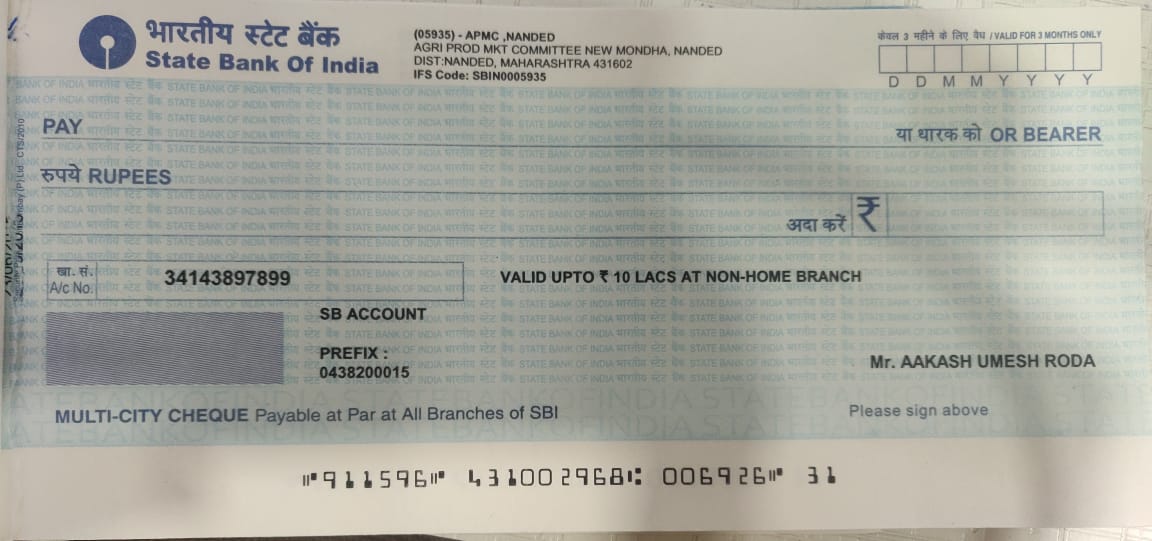 भारतीय स्टेट बैंक
State Bank Of India
(05935) - APMC ,NANDED
AGRI PROD MKT COMMITTEE NEW MONDHA, NANDED
DIST:NANDED, MAHARASHTRA 431602
IFS Code: SBIN0005935
केवल 3 महीने के लिए वैध / VALID FOR 3 MONTHS ONLY
D D M M Y Y Y Y
PAY
या धारक को OR BEARER
रुपये RUPEES
अदा करें ₹
खा. सं.
A/c No.
34143897899
VALID UPTO ₹ 10 LACS AT NON-HOME BRANCH
SB ACCOUNT
PREFIX :
0438200015
Mr. AAKASH UMESH RODA
MULTI-CITY CHEQUE Payable at Par at All Branches of SBI
Please sign above
⑈911596⑈ 431002968⑆ 006926⑈ 31